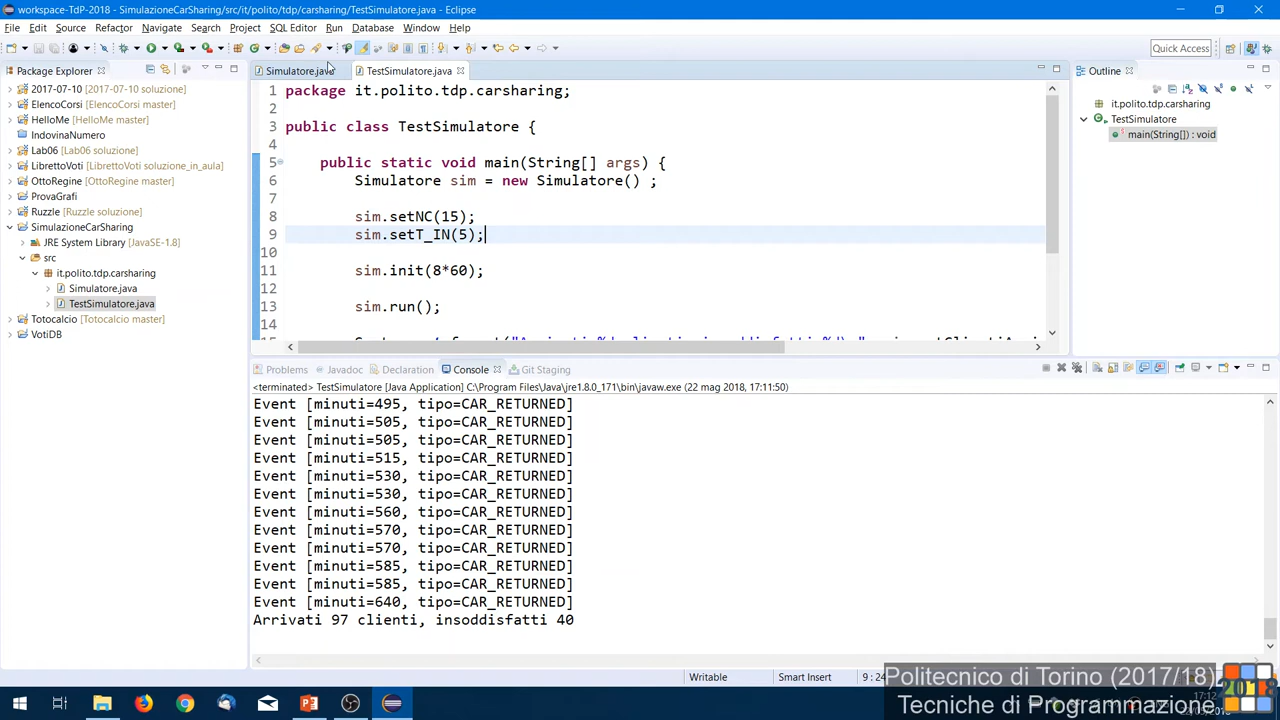 workspace-TdP-2018 - SimulazioneCarSharing/src/it/polito/tdp/carsharing/TestSimulatore.java - Eclipse
File Edit Source Refactor Navigate Search Project SQL Editor Run Database Window Help
Quick Access
Package Explorer
2017-07-10 [2017-07-10 soluzione]
ElencoCorsi [ElencoCorsi master]
HelloMe [HelloMe master]
IndovinaNumero
Lab06 [Lab06 soluzione]
LibrettoVoti [LibrettoVoti soluzione_in_aula]
OttoRegine [OttoRegine master]
ProvaGrafi
Ruzzle [Ruzzle soluzione]
SimulazioneCarSharing
JRE System Library [JavaSE-1.8]
src
it.polito.tdp.carsharing
Simulatore.java
TestSimulatore.java
Totocalcio [Totocalcio master]
VotiDB
Simulatore.java TestSimulatore.java
1 package it.polito.tdp.carsharing;
2
3 public class TestSimulatore {
4
5 public static void main(String[] args) {
6 Simulatore sim = new Simulatore() ;
7
8 sim.setNC(15);
9 sim.setT_IN(5);
10
11 sim.init(8*60);
12
13 sim.run();
14
Outline
it.polito.tdp.carsharing
TestSimulatore
main(String[]) : void
Problems Javadoc Declaration Console Git Staging
<terminated> TestSimulatore [Java Application] C:\Program Files\Java\jre1.8.0_171\bin\javaw.exe (22 mag 2018, 17:11:50)
Event [minuti=495, tipo=CAR_RETURNED]
Event [minuti=505, tipo=CAR_RETURNED]
Event [minuti=505, tipo=CAR_RETURNED]
Event [minuti=515, tipo=CAR_RETURNED]
Event [minuti=530, tipo=CAR_RETURNED]
Event [minuti=530, tipo=CAR_RETURNED]
Event [minuti=560, tipo=CAR_RETURNED]
Event [minuti=570, tipo=CAR_RETURNED]
Event [minuti=570, tipo=CAR_RETURNED]
Event [minuti=585, tipo=CAR_RETURNED]
Event [minuti=585, tipo=CAR_RETURNED]
Event [minuti=640, tipo=CAR_RETURNED]
Arrivati 97 clienti, insoddisfatti 40
Writable Smart Insert
Politecnico di Torino (2017/18)
Tecniche di Programmazione
2018
17:12